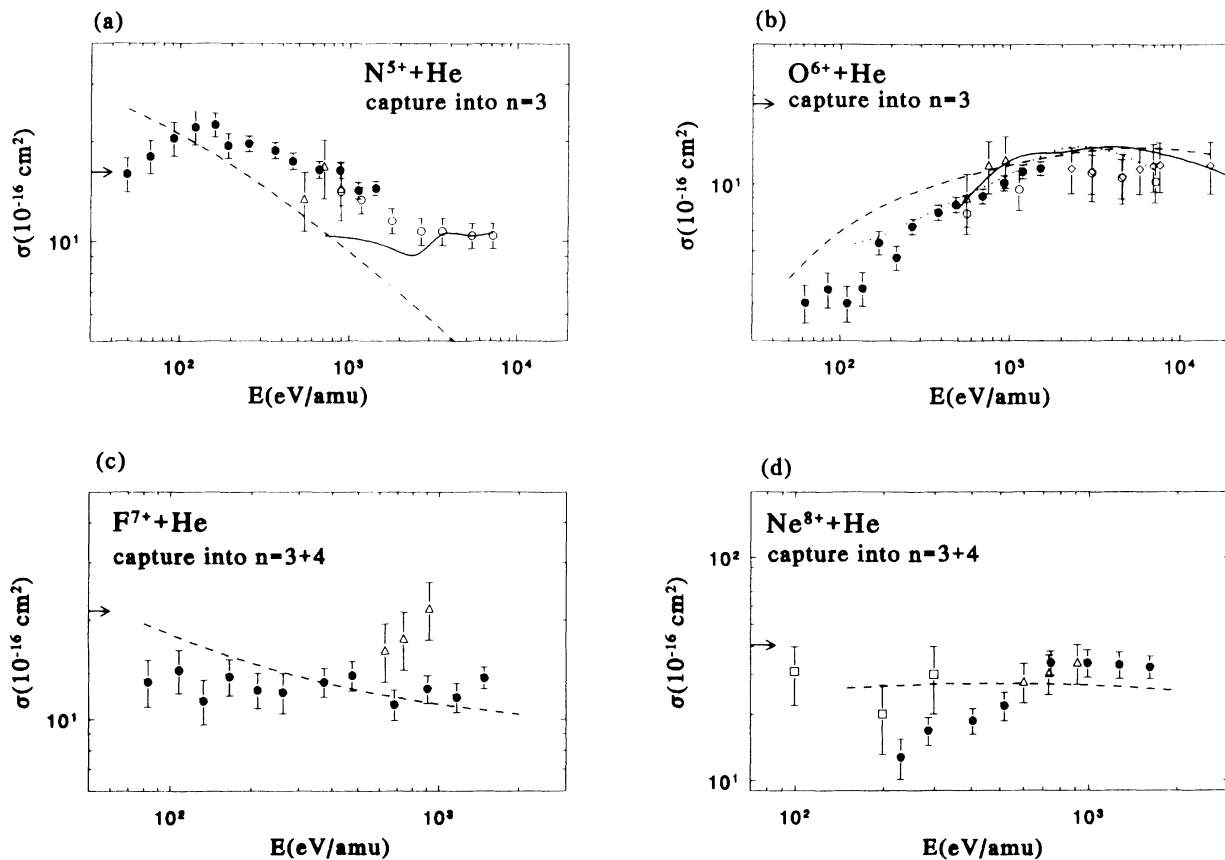 (a)
N⁵⁺+He
capture into n=3
σ(10⁻¹⁶ cm²)
10¹
10² 10³ 10⁴
E(eV/amu)
(b)
O⁶⁺+He
capture into n=3
σ(10⁻¹⁶ cm²)
10¹
10² 10³ 10⁴
E(eV/amu)
(c)
F⁷⁺+He
capture into n=3+4
σ(10⁻¹⁶ cm²)
10¹
10² 10³
E(eV/amu)
(d)
Ne⁸⁺+He
capture into n=3+4
10²
σ(10⁻¹⁶ cm²)
10¹
10² 10³
E(eV/amu)